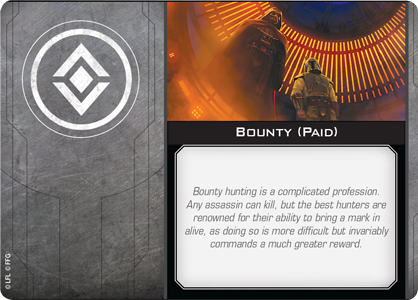 BOUNTY (PAID)
Bounty hunting is a complicated profession.
Any assassin can kill, but the best hunters are
renowned for their ability to bring a mark in
alive, as doing so is more difficult but invariably
commands a much greater reward.
© LFL © FFG